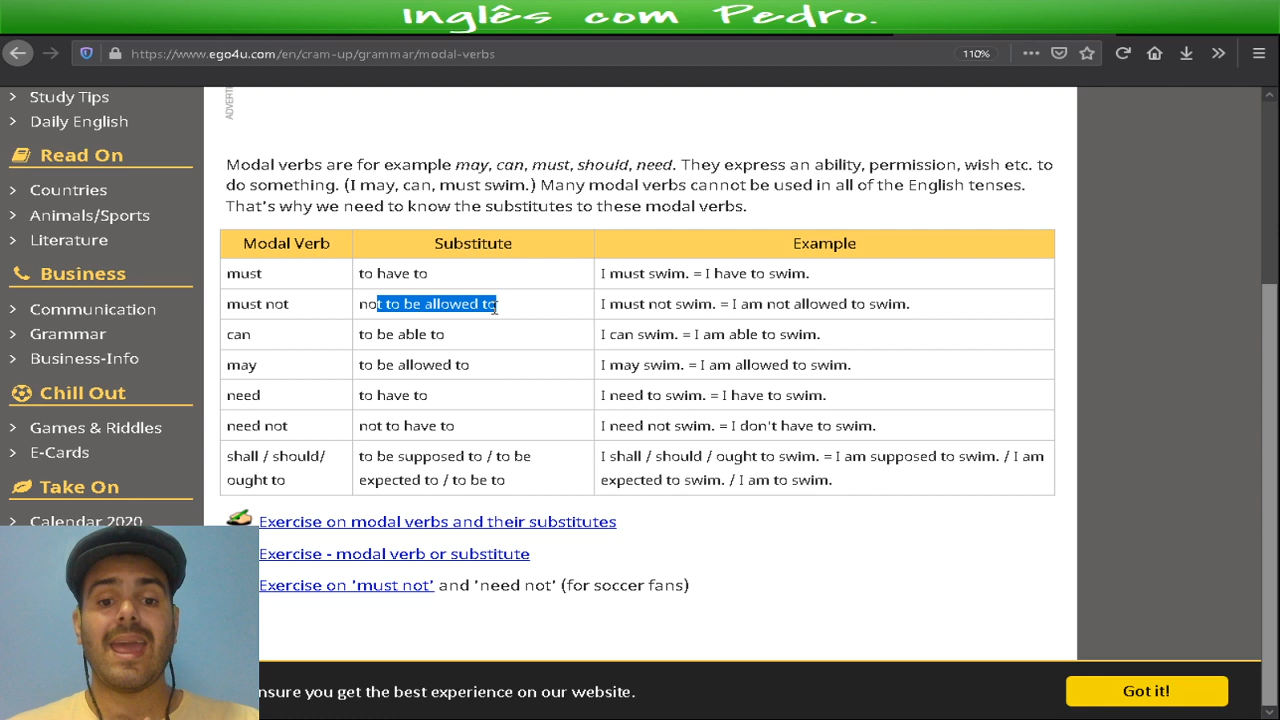 Inglês com Pedro.
https://www.ego4u.com/en/cram-up/grammar/modal-verbs
110%
Study Tips
Daily English
Read On
Countries
Animals/Sports
Literature
Business
Communication
Grammar
Business-Info
Chill Out
Games & Riddles
E-Cards
Take On
Calendar 2020
Modal verbs are for example may, can, must, should, need. They express an ability, permission, wish etc. to
do something. (I may, can, must swim.) Many modal verbs cannot be used in all of the English tenses.
That's why we need to know the substitutes to these modal verbs.
Modal Verb Substitute Example
must to have to I must swim. = I have to swim.
must not not to be allowed to I must not swim. = I am not allowed to swim.
can to be able to I can swim. = I am able to swim.
may to be allowed to I may swim. = I am allowed to swim.
need to have to I need to swim. = I have to swim.
need not not to have to I need not swim. = I don't have to swim.
shall / should/ to be supposed to / to be I shall / should / ought to swim. = I am supposed to swim. / I am
ought to expected to / to be to expected to swim. / I am to swim.
Exercise on modal verbs and their substitutes
Exercise - modal verb or substitute
Exercise on 'must not' and 'need not' (for soccer fans)
nsure you get the best experience on our website.
Got it!